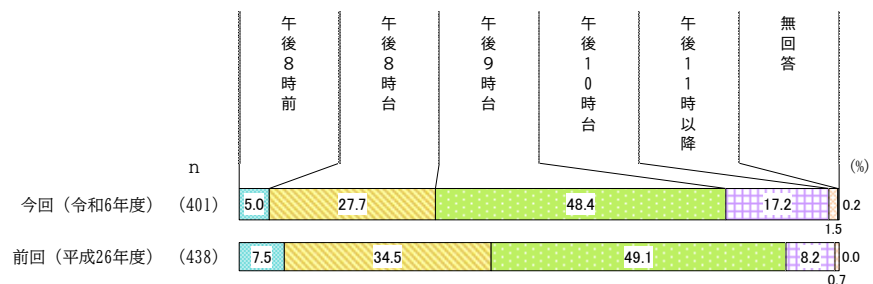 午後8時前
午後8時台
午後9時台
午後10時台
午後11時以降
無回答
n
(%)
今回（令和6年度） (401) 5.0 27.7 48.4 17.2 0.2
1.5
前回（平成26年度） (438) 7.5 34.5 49.1 8.2 0.0
0.7